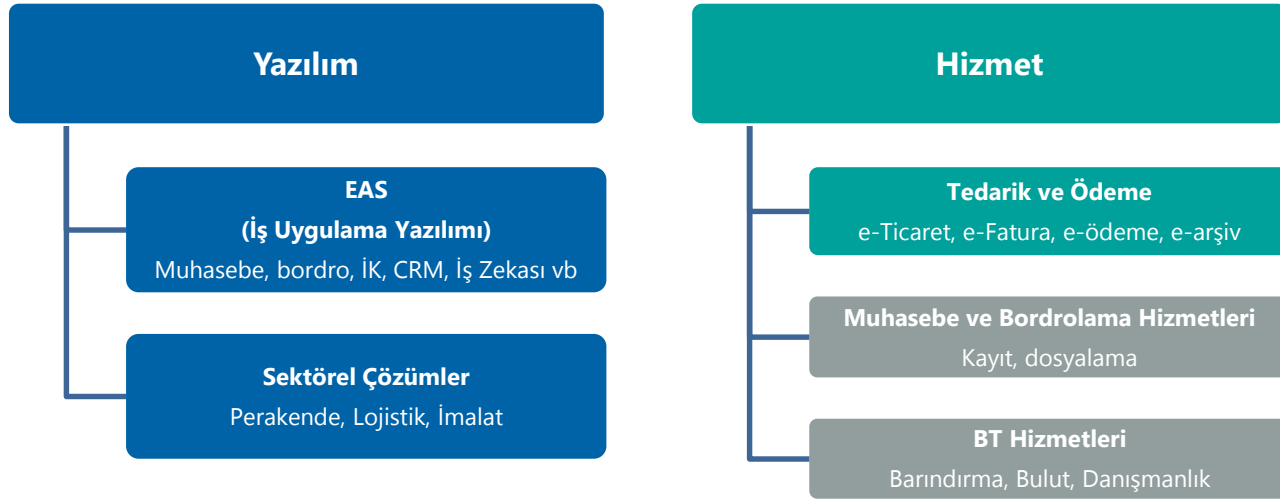 Yazılım
EAS
(İş Uygulama Yazılımı)
Muhasebe, bordro, İK, CRM, İş Zekası vb
Sektörel Çözümler
Perakende, Lojistik, İmalat
Hizmet
Tedarik ve Ödeme
e-Ticaret, e-Fatura, e-ödeme, e-arşiv
Muhasebe ve Bordrolama Hizmetleri
Kayıt, dosyalama
BT Hizmetleri
Barındırma, Bulut, Danışmanlık